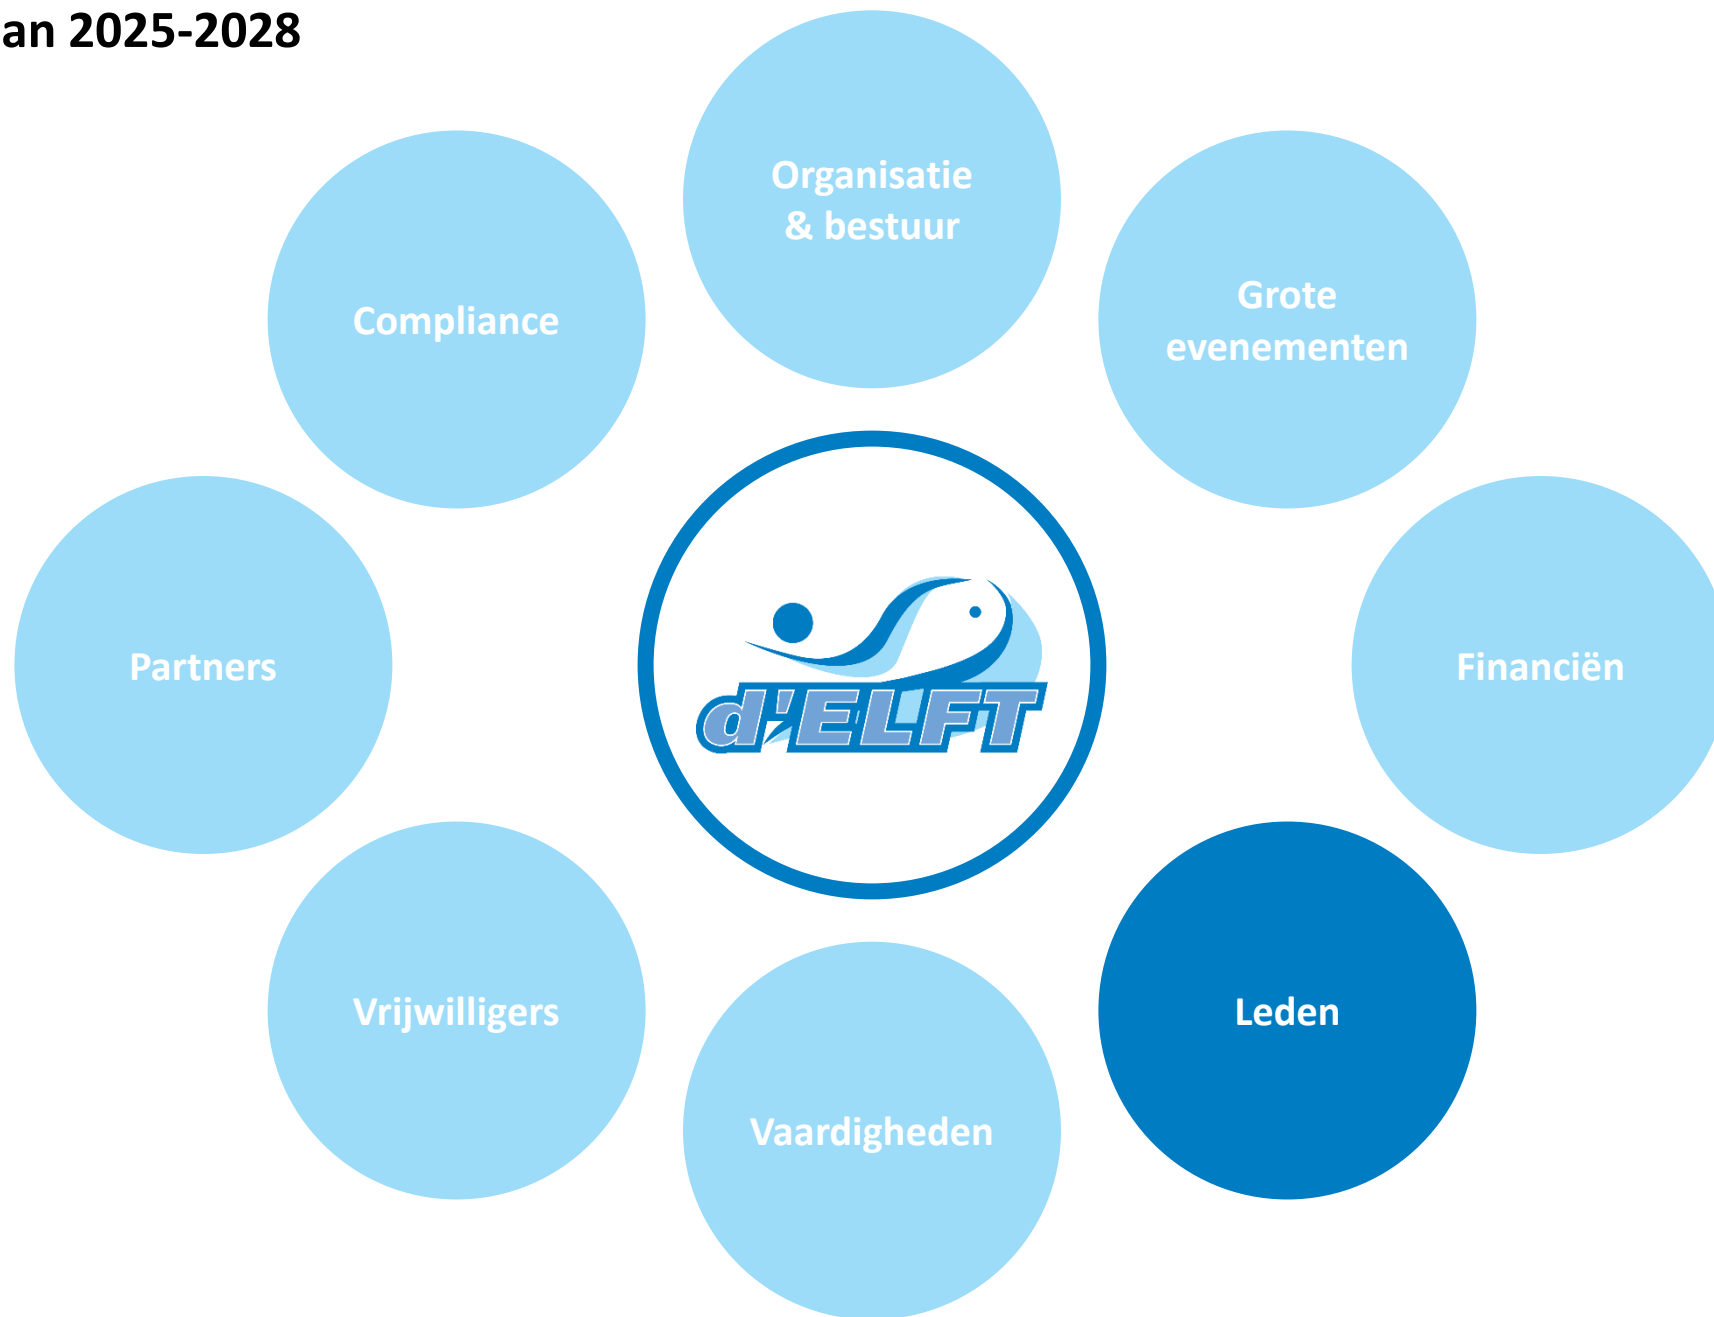 an 2025-2028
Organisatie
& bestuur
Grote
evenementen
Compliance
Partners
Financiën
d'ELFT
Vrijwilligers
Leden
Vaardigheden